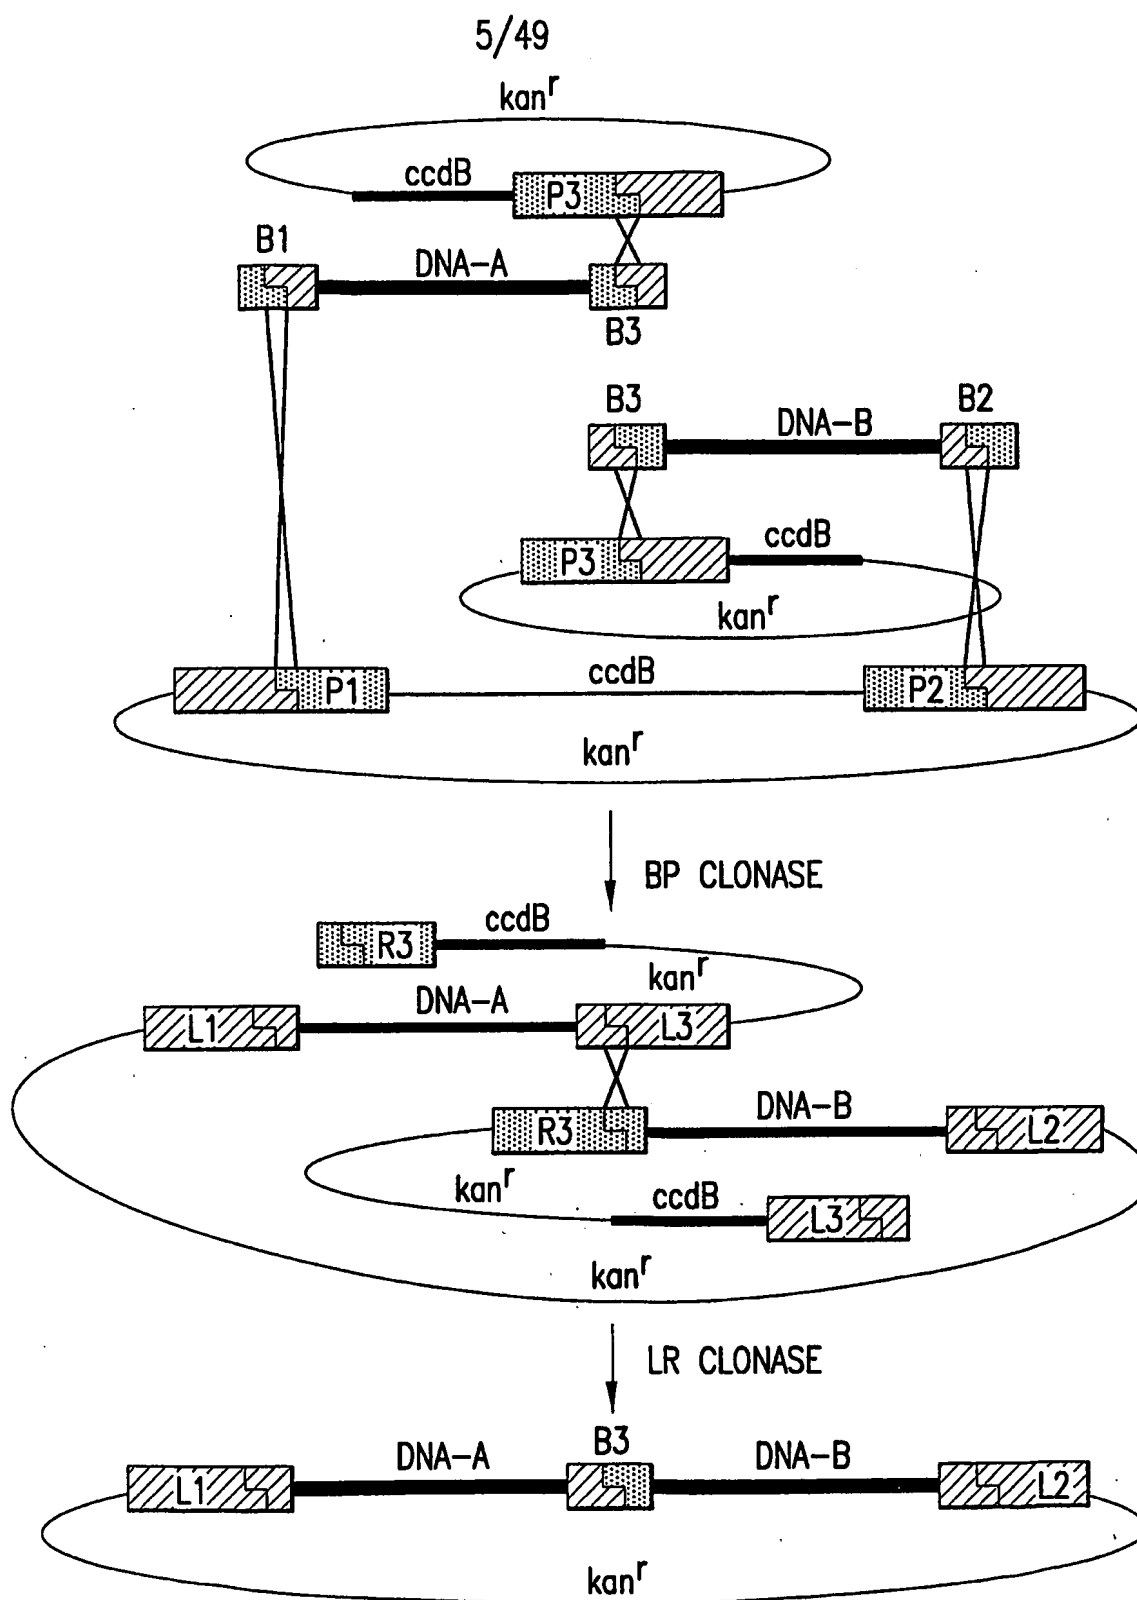 5/49
kanʳ
ccdB
P3
B1
DNA-A
B3
B3
DNA-B
B2
P3
ccdB
kanʳ
P1
ccdB
P2
kanʳ
BP CLONASE
R3
ccdB
kanʳ
L1
DNA-A
L3
R3
DNA-B
L2
kanʳ
ccdB
L3
kanʳ
LR CLONASE
L1
DNA-A
B3
DNA-B
L2
kanʳ